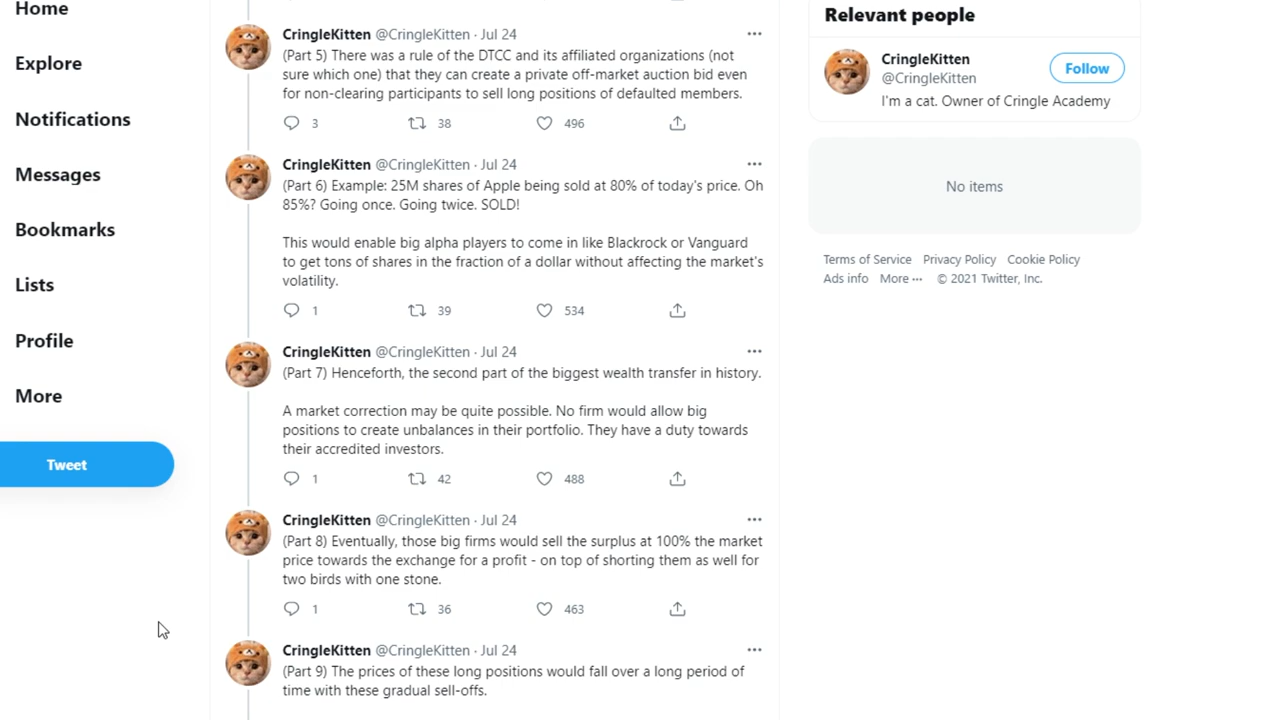 Home
Explore
Notifications
Messages
Bookmarks
Lists
Profile
More
Tweet
CringleKitten @CringleKitten · Jul 24
(Part 5) There was a rule of the DTCC and its affiliated organizations (not
sure which one) that they can create a private off-market auction bid even
for non-clearing participants to sell long positions of defaulted members.
3 38 496
CringleKitten @CringleKitten · Jul 24
(Part 6) Example: 25M shares of Apple being sold at 80% of today's price. Oh
85%? Going once. Going twice. SOLD!
This would enable big alpha players to come in like Blackrock or Vanguard
to get tons of shares in the fraction of a dollar without affecting the market's
volatility.
1 39 534
CringleKitten @CringleKitten · Jul 24
(Part 7) Henceforth, the second part of the biggest wealth transfer in history.
A market correction may be quite possible. No firm would allow big
positions to create unbalances in their portfolio. They have a duty towards
their accredited investors.
1 42 488
CringleKitten @CringleKitten · Jul 24
(Part 8) Eventually, those big firms would sell the surplus at 100% the market
price towards the exchange for a profit - on top of shorting them as well for
two birds with one stone.
1 36 463
CringleKitten @CringleKitten · Jul 24
(Part 9) The prices of these long positions would fall over a long period of
time with these gradual sell-offs.
Relevant people
CringleKitten
@CringleKitten
Follow
I'm a cat. Owner of Cringle Academy
No items
Terms of Service Privacy Policy Cookie Policy
Ads info More ··· © 2021 Twitter, Inc.